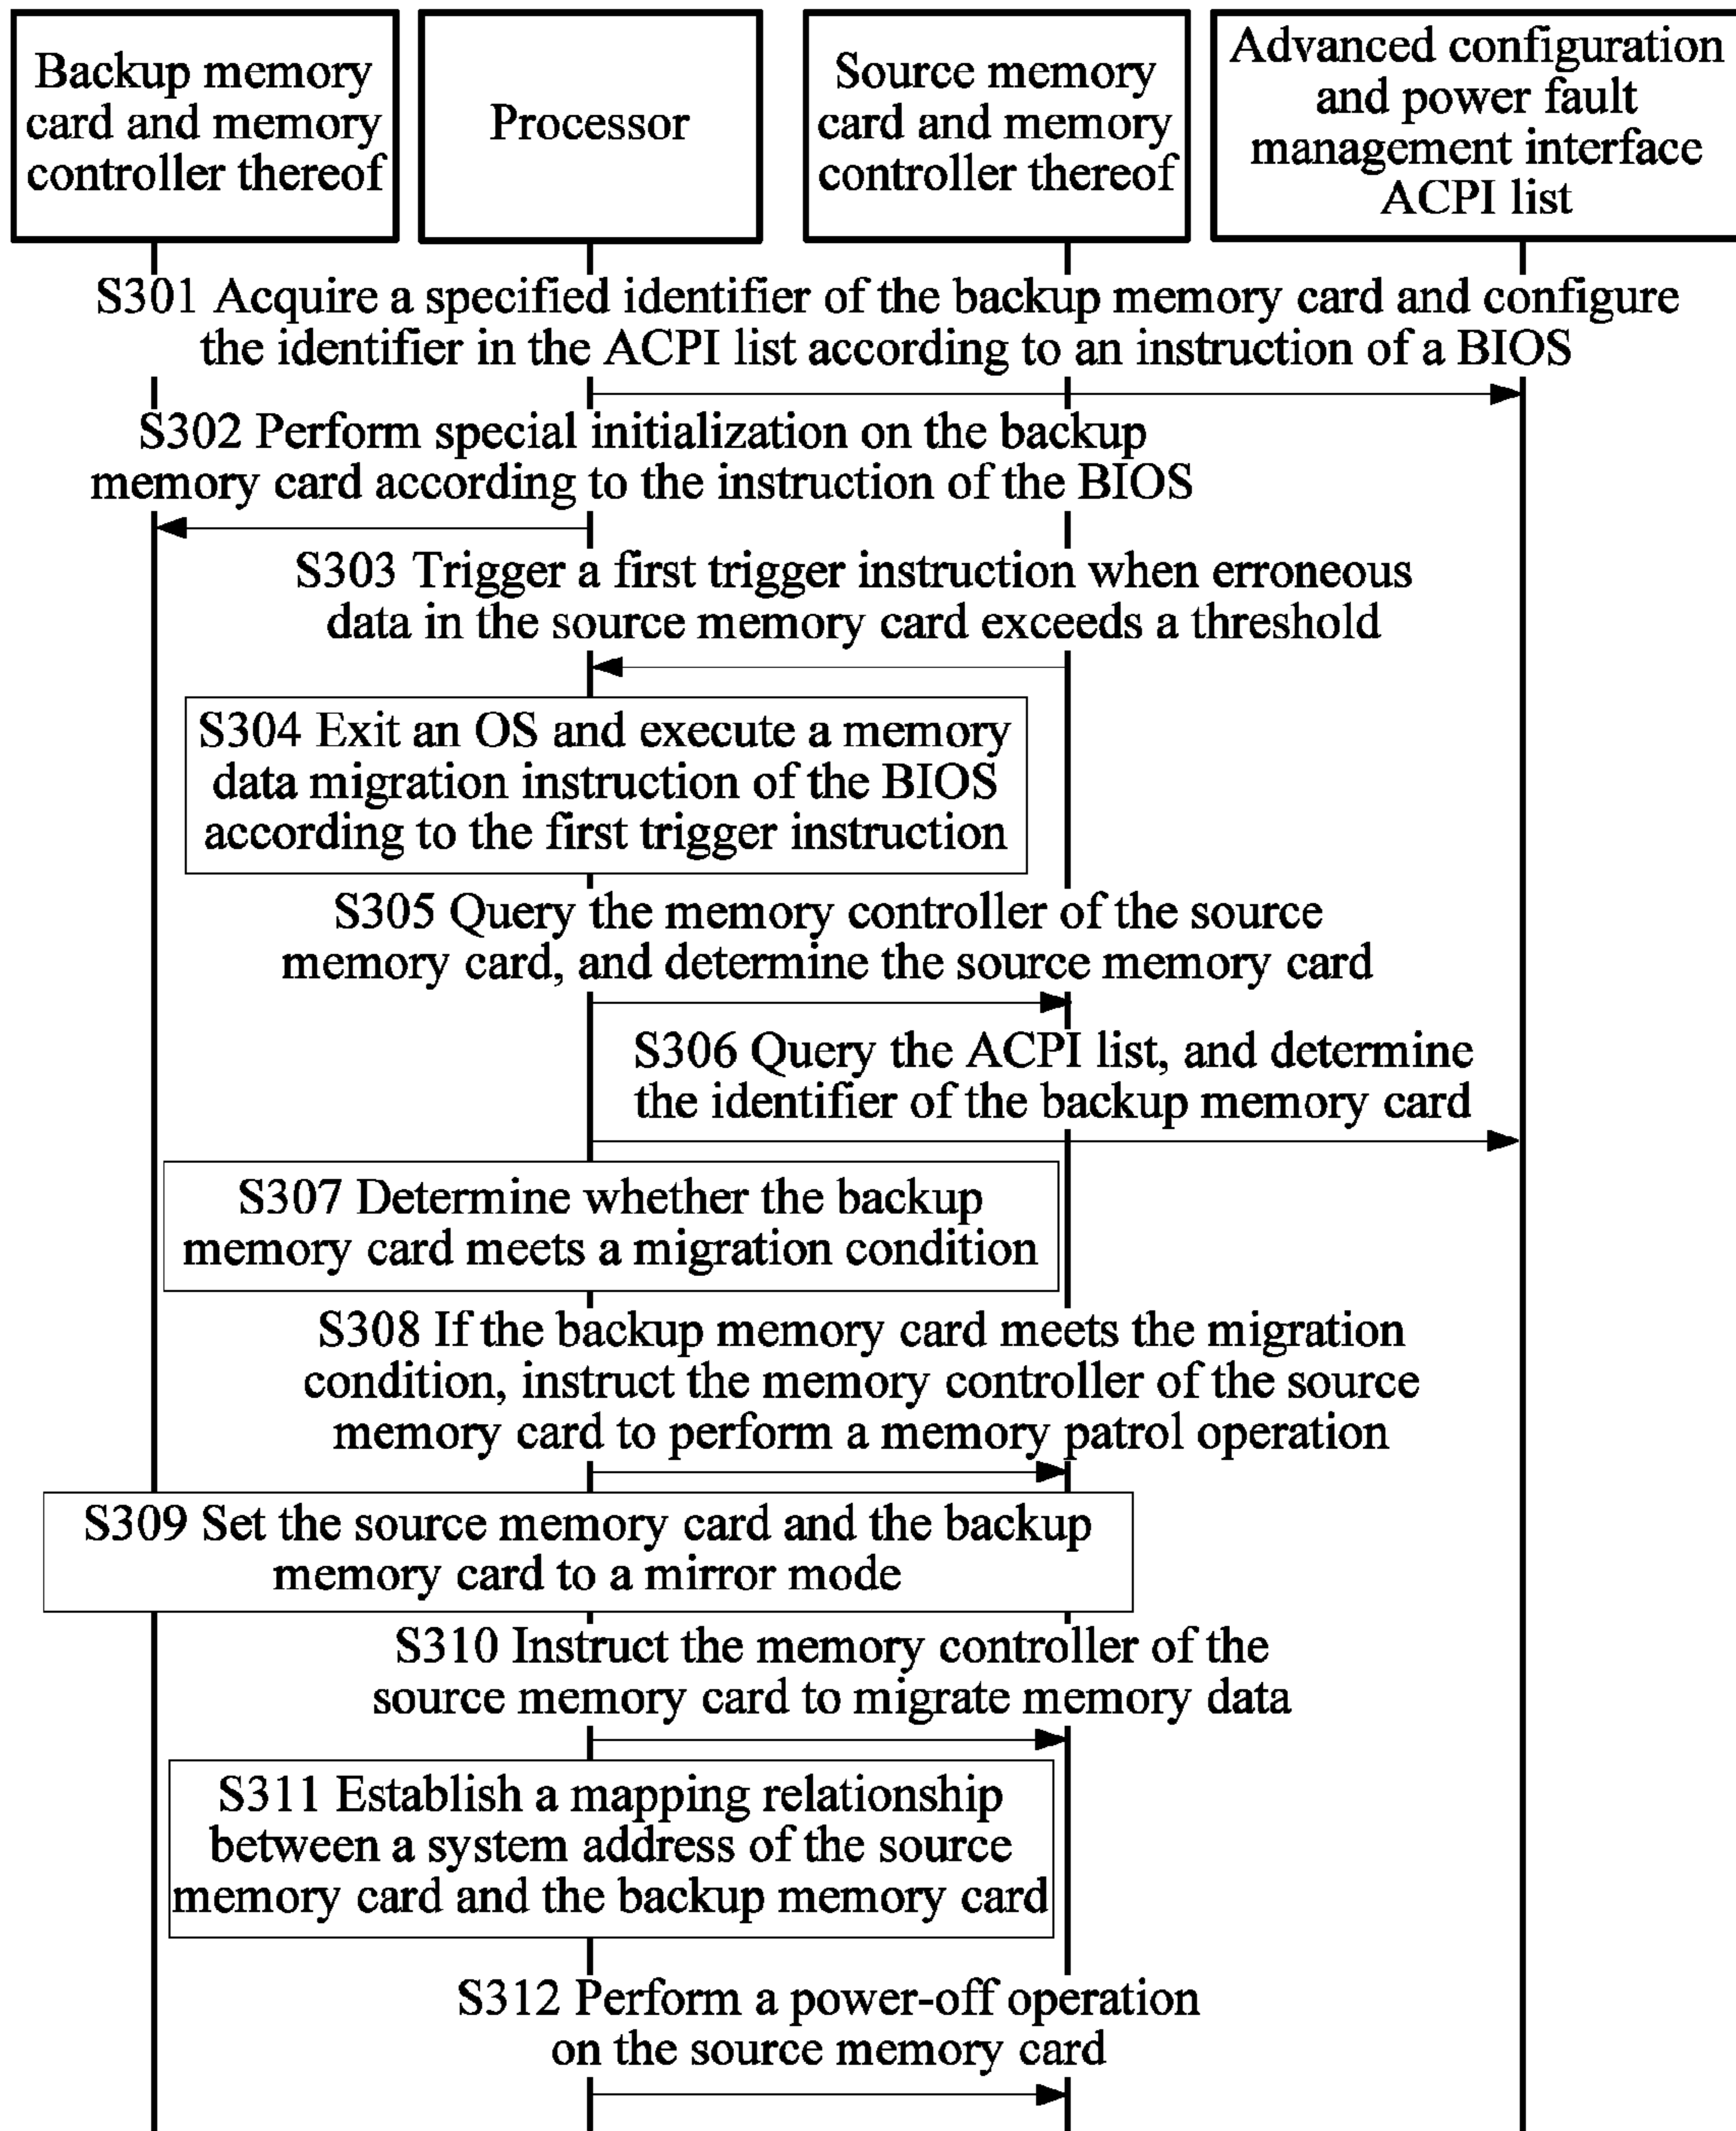 Backup memory
card and memory
controller thereof
Processor
Source memory
card and memory
controller thereof
Advanced configuration
and power fault
management interface
ACPI list
S301 Acquire a specified identifier of the backup memory card and configure
the identifier in the ACPI list according to an instruction of a BIOS
S302 Perform special initialization on the backup
memory card according to the instruction of the BIOS
S303 Trigger a first trigger instruction when erroneous
data in the source memory card exceeds a threshold
S304 Exit an OS and execute a memory
data migration instruction of the BIOS
according to the first trigger instruction
S305 Query the memory controller of the source
memory card, and determine the source memory card
S306 Query the ACPI list, and determine
the identifier of the backup memory card
S307 Determine whether the backup
memory card meets a migration condition
S308 If the backup memory card meets the migration
condition, instruct the memory controller of the source
memory card to perform a memory patrol operation
S309 Set the source memory card and the backup
memory card to a mirror mode
S310 Instruct the memory controller of the
source memory card to migrate memory data
S311 Establish a mapping relationship
between a system address of the source
memory card and the backup memory card
S312 Perform a power-off operation
on the source memory card